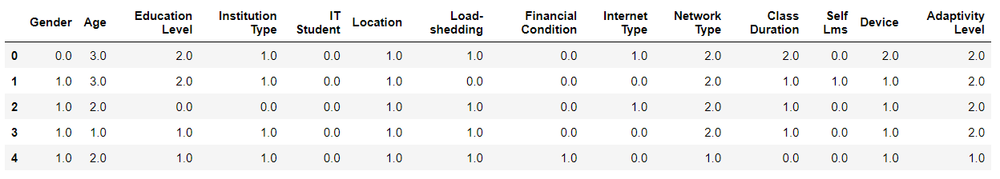 Gender Age Education Level Institution Type IT Student Location Load-shedding Financial Condition Internet Type Network Type Class Duration Self Lms Device Adaptivity Level
0 0.0 3.0 2.0 1.0 0.0 1.0 1.0 0.0 1.0 2.0 2.0 0.0 2.0 2.0
1 1.0 3.0 2.0 1.0 0.0 1.0 0.0 0.0 0.0 2.0 1.0 1.0 1.0 2.0
2 1.0 2.0 0.0 0.0 0.0 1.0 1.0 0.0 1.0 2.0 1.0 0.0 1.0 2.0
3 1.0 1.0 1.0 1.0 0.0 1.0 1.0 0.0 0.0 2.0 1.0 0.0 1.0 2.0
4 1.0 2.0 1.0 1.0 0.0 1.0 1.0 1.0 0.0 1.0 0.0 0.0 1.0 1.0